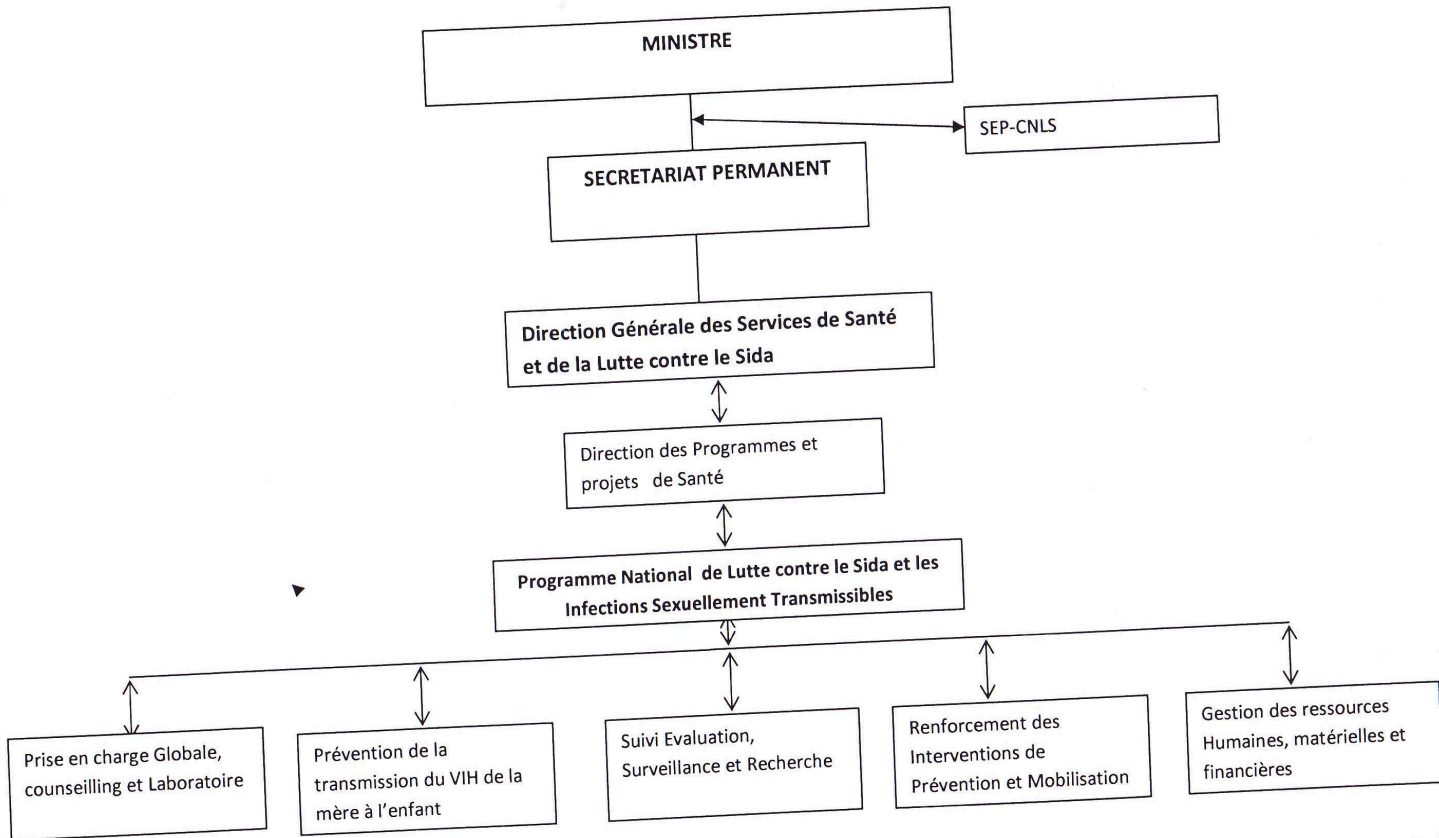 MINISTRE
SEP-CNLS
SECRETARIAT PERMANENT
Direction Générale des Services de Santé
et de la Lutte contre le Sida
Direction des Programmes et
projets de Santé
Programme National de Lutte contre le Sida et les
Infections Sexuellement Transmissibles
Prise en charge Globale,
counseilling et Laboratoire
Prévention de la
transmission du VIH de la
mère à l'enfant
Suivi Evaluation,
Surveillance et Recherche
Renforcement des
Interventions de
Prévention et Mobilisation
Gestion des ressources
Humaines, matérielles et
financières